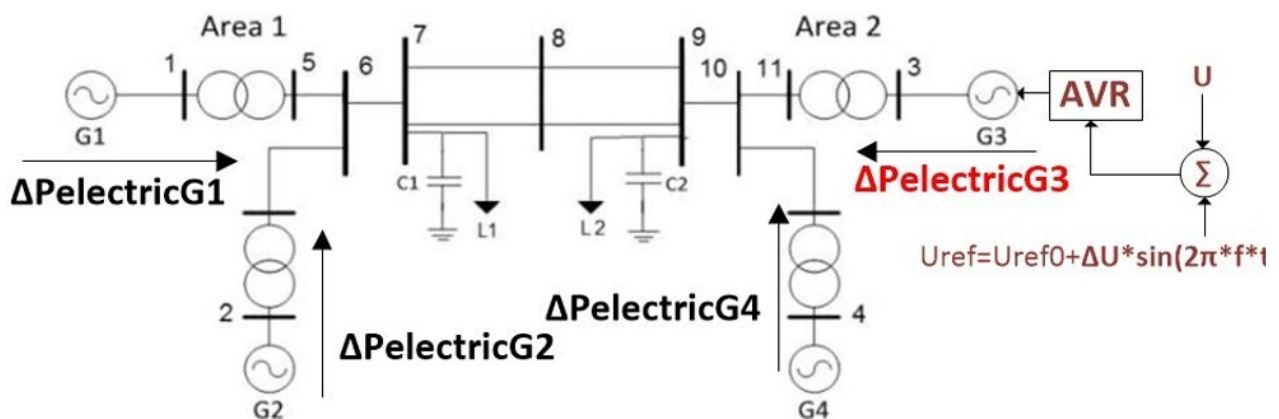 Area 1
7
8
9
Area 2
1
5
6
10
11
3
G1
G3
AVR
U
Σ
ΔPelectricG1
C1
L1
L2
C2
ΔPelectricG3
Uref=Uref0+ΔU*sin(2π*f*t
2
ΔPelectricG2
ΔPelectricG4
4
G2
G4